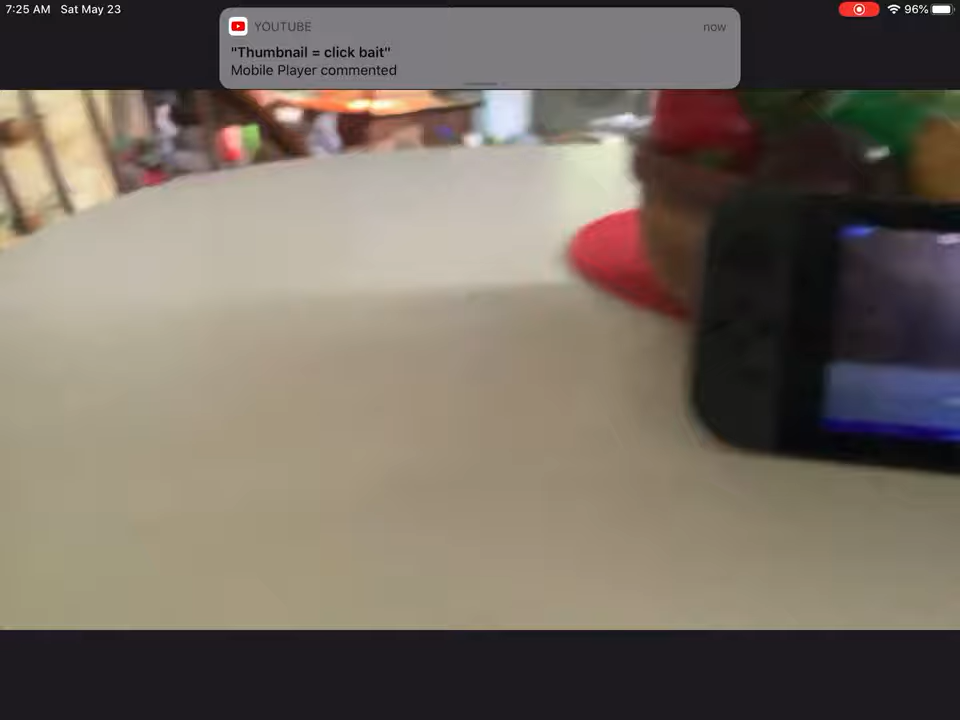 7:25 AM Sat May 23
96%
YOUTUBE
now
"Thumbnail = click bait"
Mobile Player commented